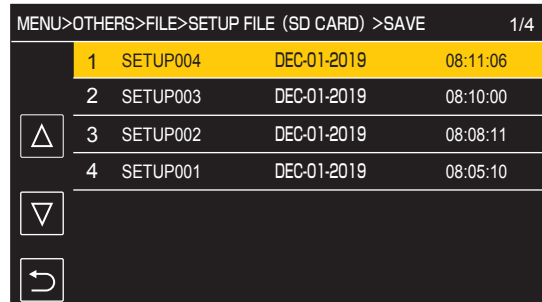 MENU>OTHERS>FILE>SETUP FILE (SD CARD) >SAVE 1/4
1 SETUP004 DEC-01-2019 08:11:06
2 SETUP003 DEC-01-2019 08:10:00
3 SETUP002 DEC-01-2019 08:08:11
4 SETUP001 DEC-01-2019 08:05:10